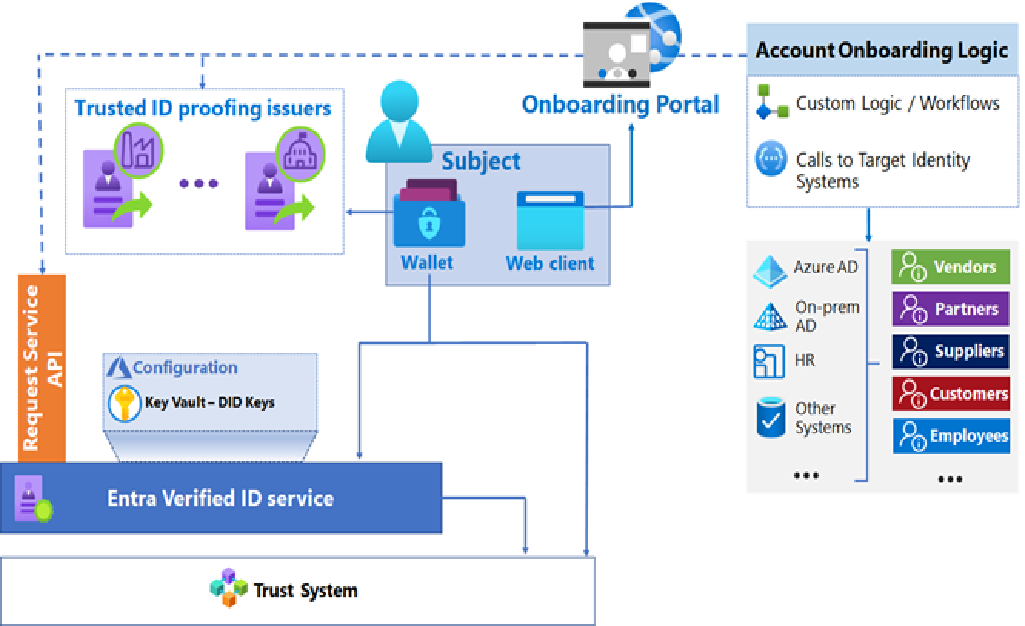 Account Onboarding Logic
Custom Logic / Workflows
Calls to Target Identity
Systems
Onboarding Portal
Trusted ID proofing issuers
Subject
Wallet
Web client
Azure AD
On-prem
AD
HR
Other
Systems
Vendors
Partners
Suppliers
Customers
Employees
Request Service
API
Configuration
Key Vault – DID Keys
Entra Verified ID service
Trust System